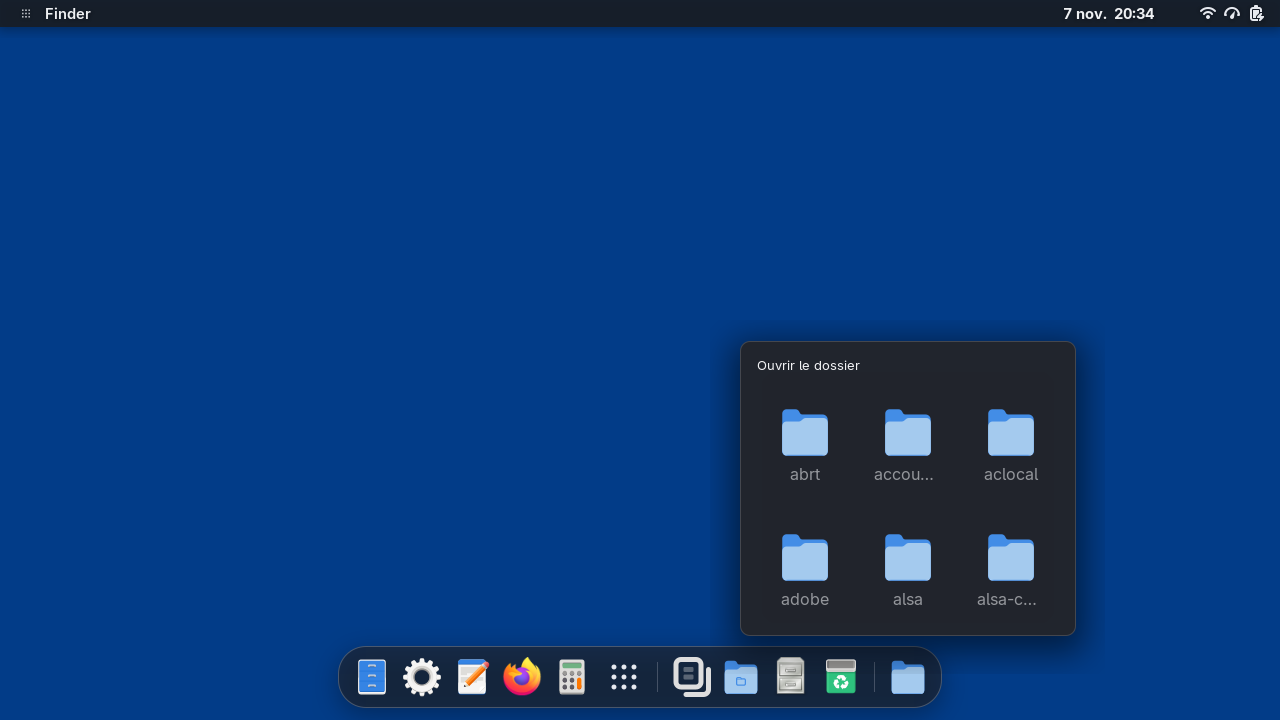 Finder
7 nov.  20:34
Ouvrir le dossier
abrt
accou...
aclocal
adobe
alsa
alsa-c...